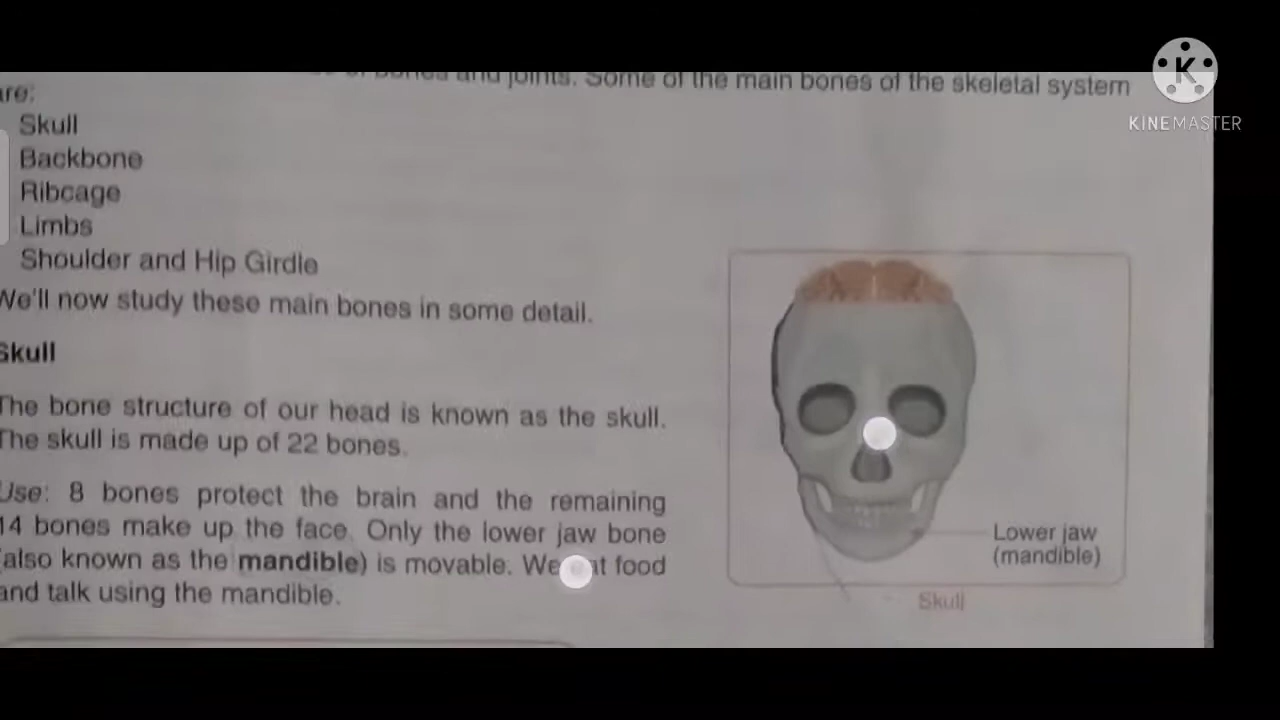 bones and joints. Some of the main bones of the skeletal system
are:
Skull
Backbone
Ribcage
Limbs
Shoulder and Hip Girdle
We'll now study these main bones in some detail.
Skull
The bone structure of our head is known as the skull.
The skull is made up of 22 bones.
Use: 8 bones protect the brain and the remaining
14 bones make up the face. Only the lower jaw bone
(also known as the mandible) is movable. We eat food
and talk using the mandible.
Lower jaw
(mandible)
Skull
K
KINEMASTER